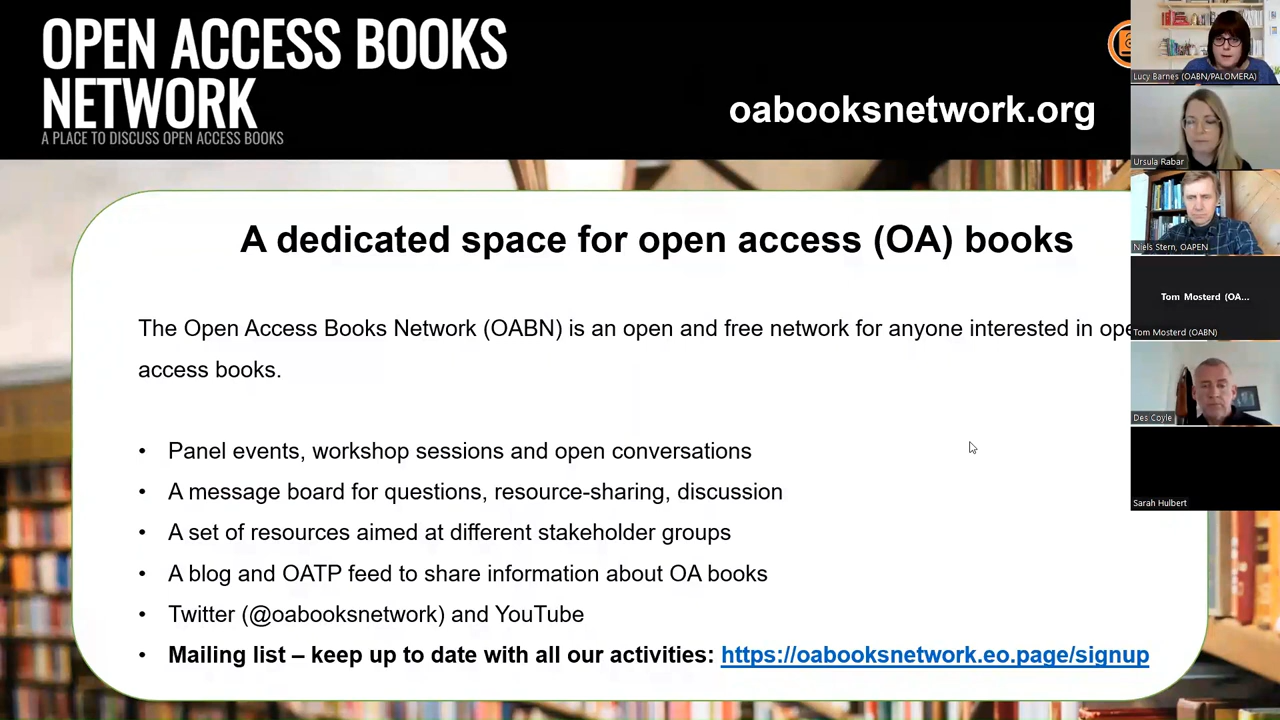 OPEN ACCESS BOOKS
NETWORK
A PLACE TO DISCUSS OPEN ACCESS BOOKS
oabooksnetwork.org
A dedicated space for open access (OA) books
The Open Access Books Network (OABN) is an open and free network for anyone interested in ope
access books.
• Panel events, workshop sessions and open conversations
• A message board for questions, resource-sharing, discussion
• A set of resources aimed at different stakeholder groups
• A blog and OATP feed to share information about OA books
• Twitter (@oabooksnetwork) and YouTube
• Mailing list – keep up to date with all our activities: https://oabooksnetwork.eo.page/signup
Lucy Barnes (OABN/PALOMERA)
Ursula Rabar
Niels Stern, OAPEN
Tom Mosterd (OA...
Tom Mosterd (OABN)
Des Coyle
Sarah Hulbert